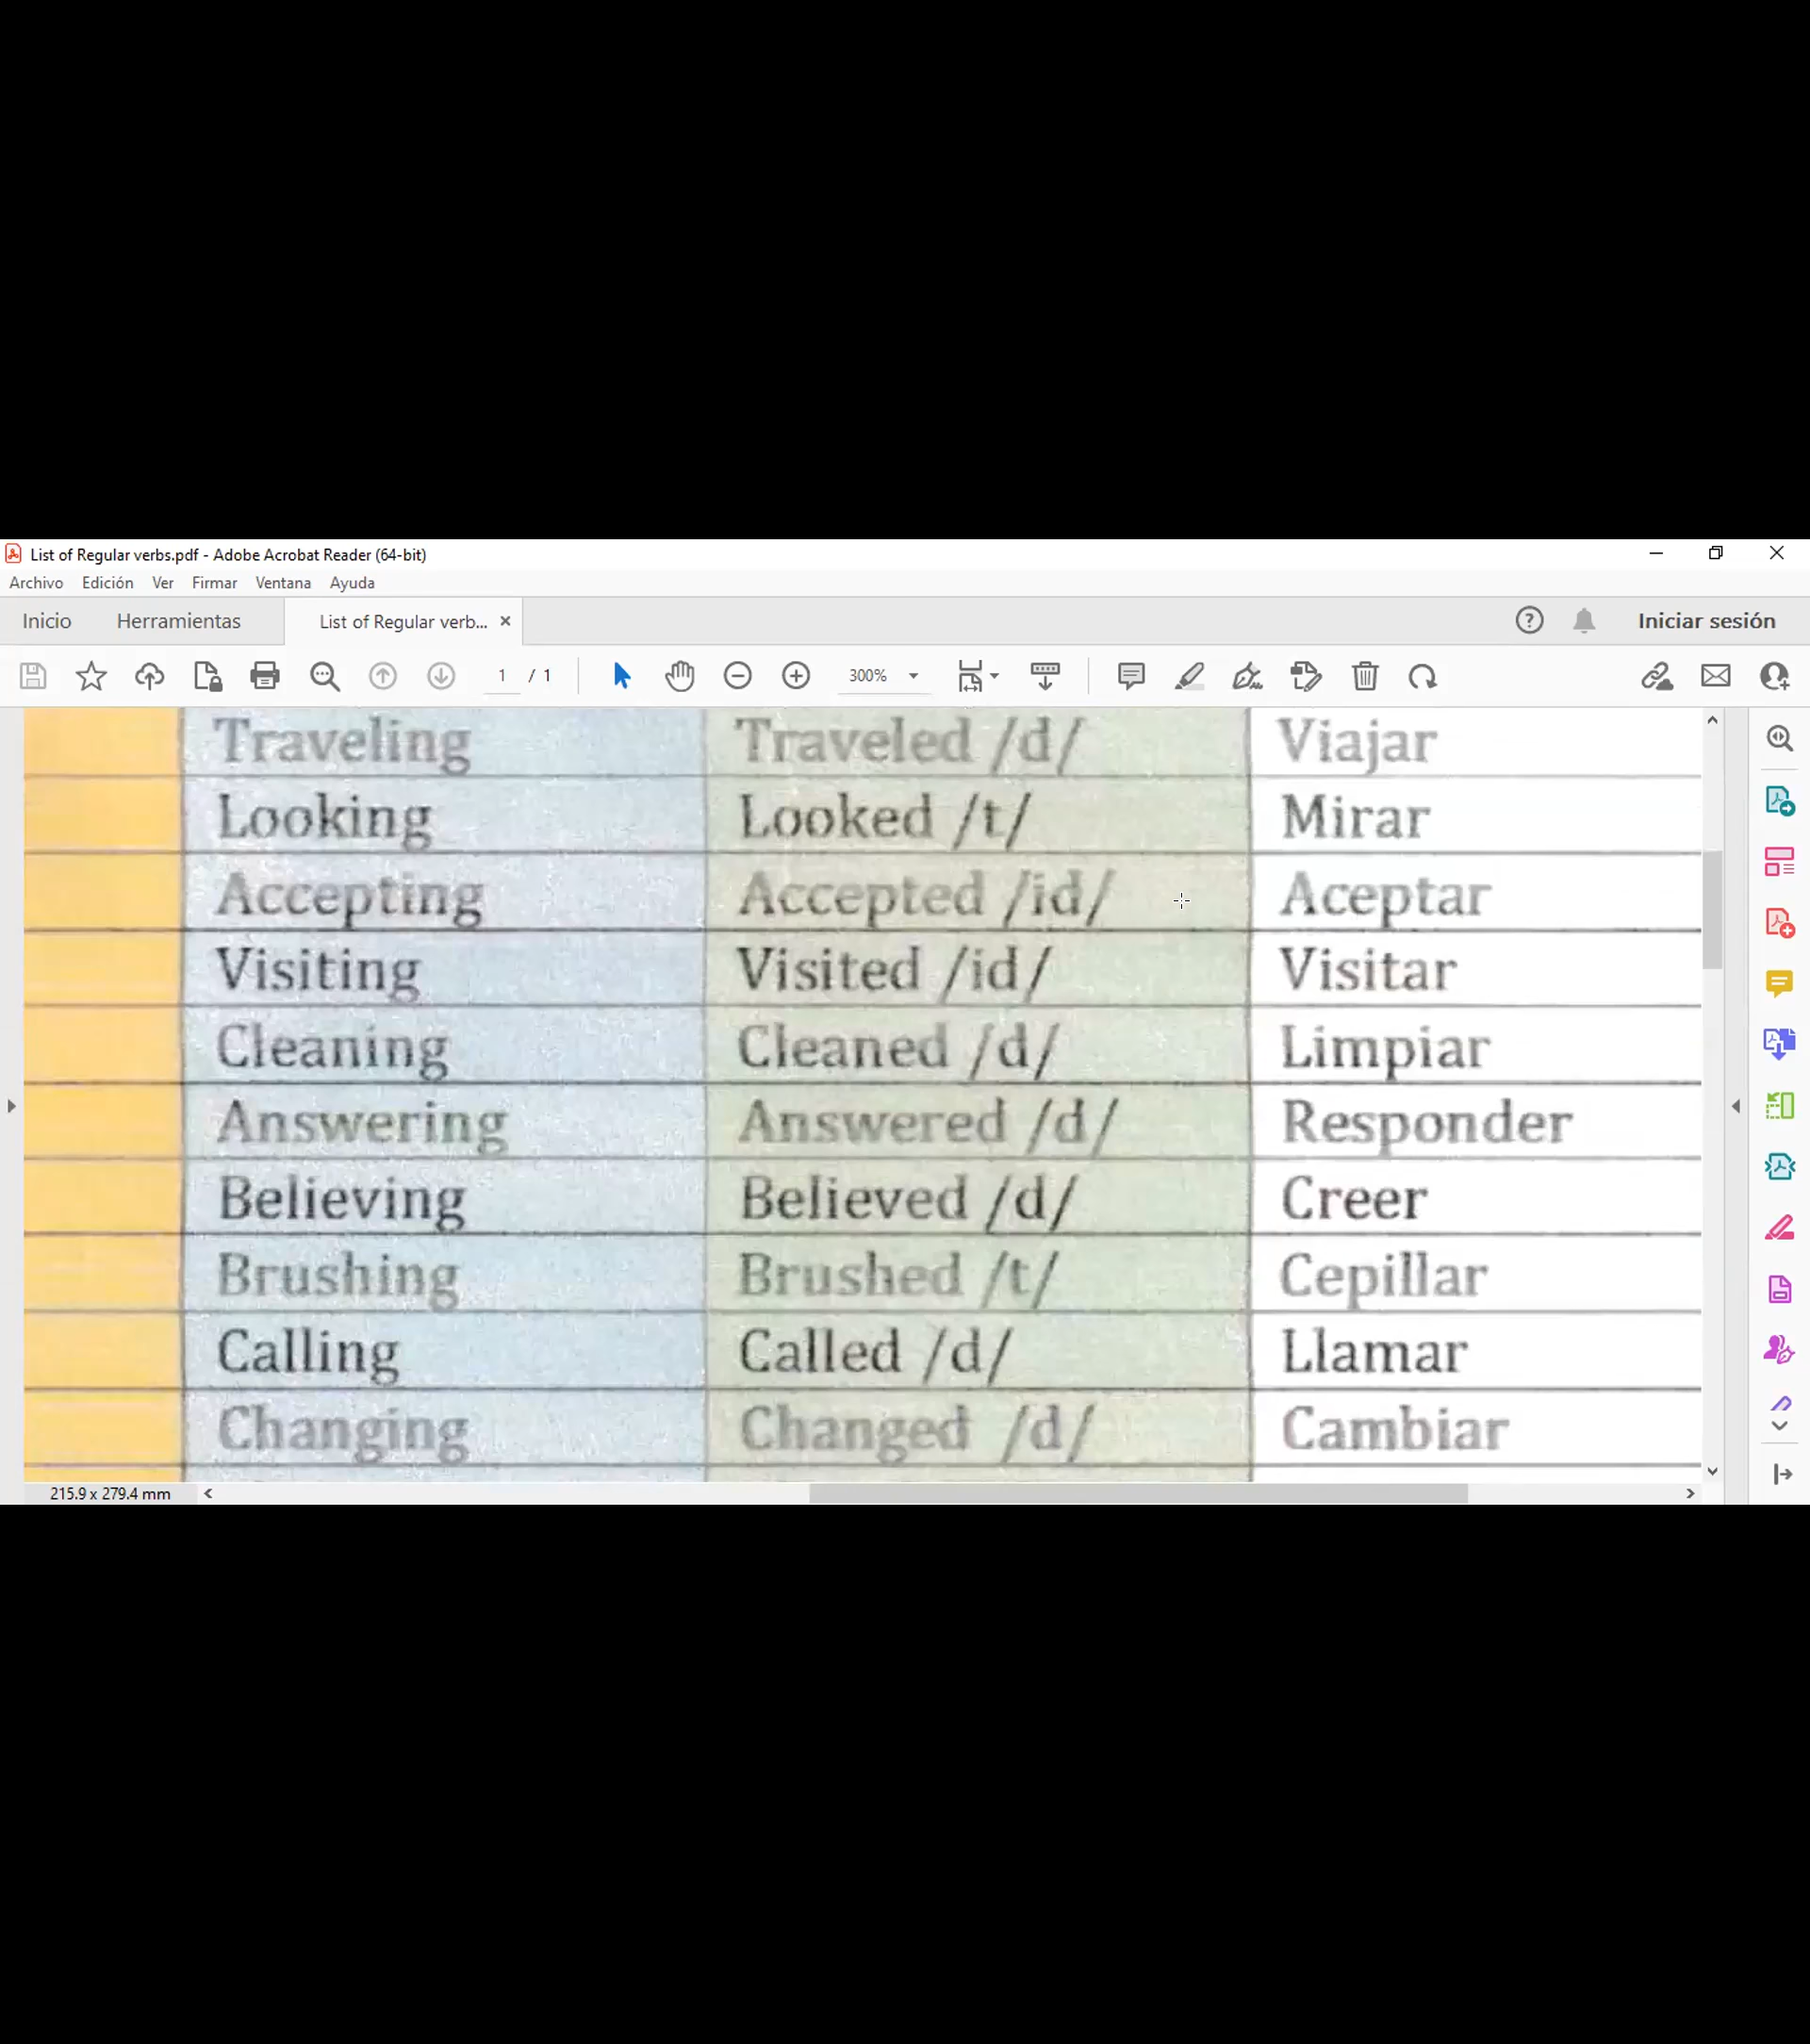 List of Regular verbs.pdf - Adobe Acrobat Reader (64-bit)
Archivo Edición Ver Firmar Ventana Ayuda
Inicio Herramientas List of Regular verb... Iniciar sesión
1 / 1 300%
Traveling Traveled /d/ Viajar
Looking Looked /t/ Mirar
Accepting Accepted /id/ Aceptar
Visiting Visited /id/ Visitar
Cleaning Cleaned /d/ Limpiar
Answering Answered /d/ Responder
Believing Believed /d/ Creer
Brushing Brushed /t/ Cepillar
Calling Called /d/ Llamar
Changing Changed /d/ Cambiar
215.9 x 279.4 mm